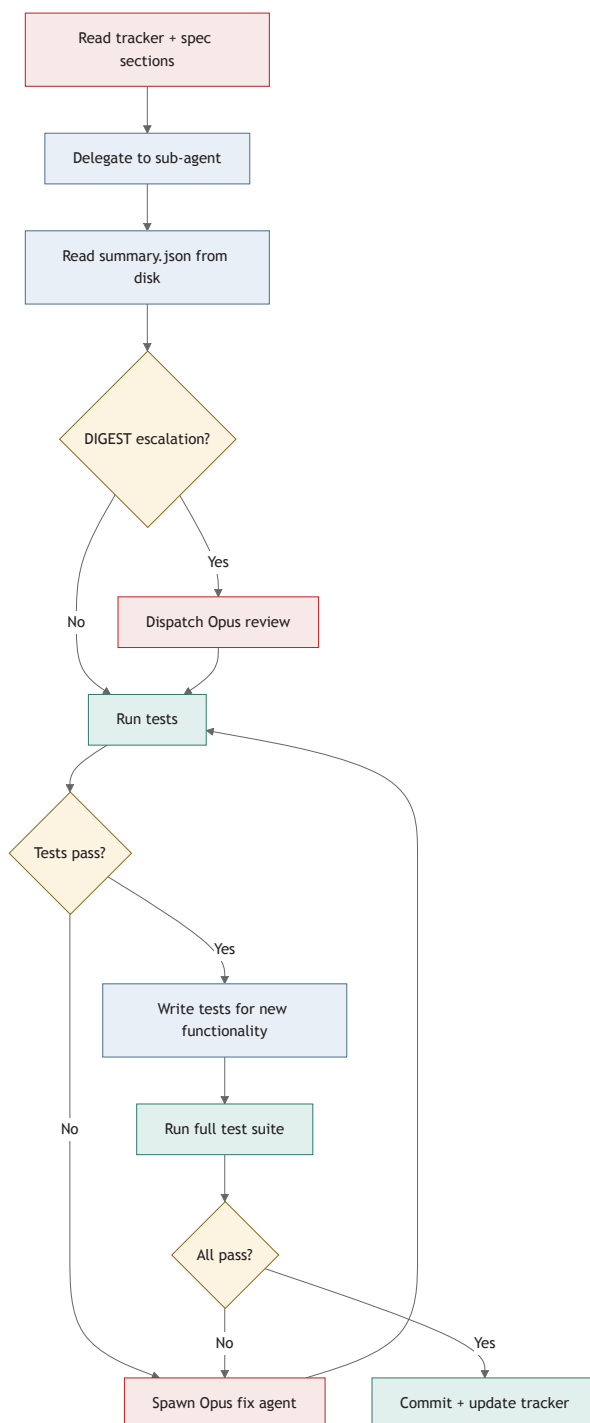 Read tracker + spec
sections
Delegate to sub-agent
Read summary.json from
disk
DIGEST escalation?
Yes
No
Dispatch Opus review
Run tests
Tests pass?
Yes
Write tests for new
functionality
No
Run full test suite
All pass?
No
Yes
Spawn Opus fix agent
Commit + update tracker